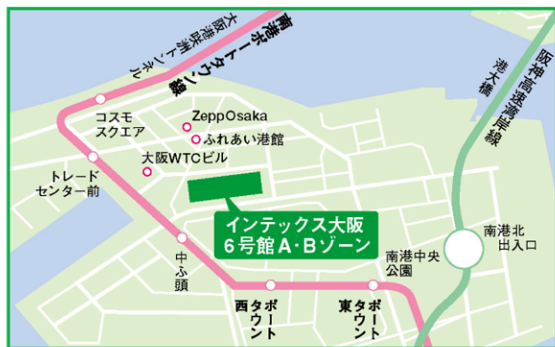 大阪港咲洲トンネル
南港ポートタウン線
阪神高速湾岸線
港大橋
コスモ
スクエア
ZeppOsaka
ふれあい港館
大阪WTCビル
トレード
センター前
インテックス大阪
6号館A・Bゾーン
中ふ頭
南港中央
公園
南港北
出入口
ポート
タウン
西
ポート
タウン
東